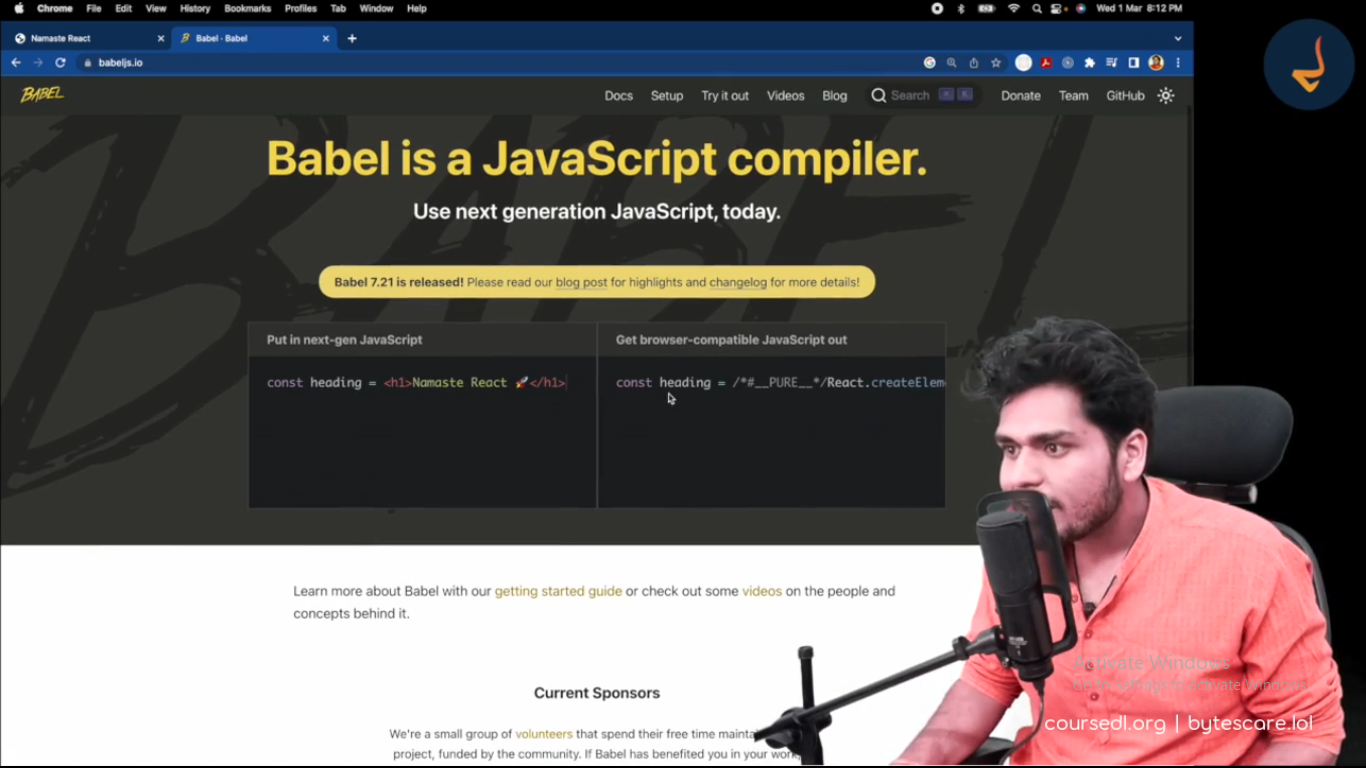 Chrome File Edit View History Bookmarks Profiles Tab Window Help Wed 1 Mar 8:12 PM
Namaste React Babel · Babel
babeljs.io
BABEL Docs Setup Try it out Videos Blog Search ⌘ K Donate Team GitHub
BABEL
Babel is a JavaScript compiler.
Use next generation JavaScript, today.
Babel 7.21 is released! Please read our blog post for highlights and changelog for more details!
Put in next-gen JavaScript Get browser-compatible JavaScript out
const heading = <h1>Namaste React 🚀</h1> const heading = /*#__PURE__*/React.createElem
Learn more about Babel with our getting started guide or check out some videos on the people and
concepts behind it.
Activate Windows
Go to Settings to activate Windows.
Current Sponsors
coursedl.org | bytescare.lol
We're a small group of volunteers that spend their free time
project, funded by the community. If Babel has benefited you in your